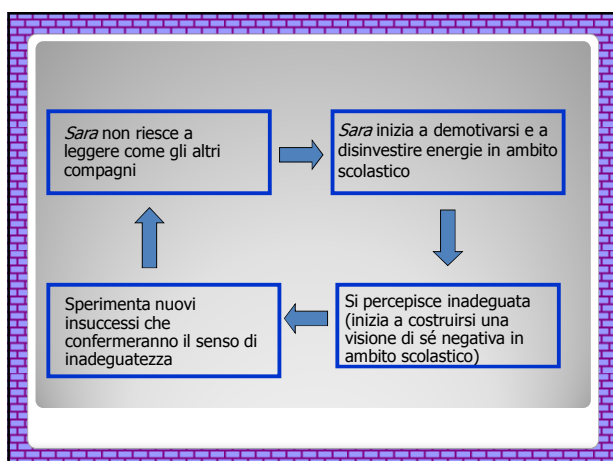 Sara non riesce a
leggere come gli altri
compagni
Sara inizia a demotivarsi e a
disinvestire energie in ambito
scolastico
Si percepisce inadeguata
(inizia a costruirsi una
visione di sé negativa in
ambito scolastico)
Sperimenta nuovi
insuccessi che
confermeranno il senso di
inadeguatezza